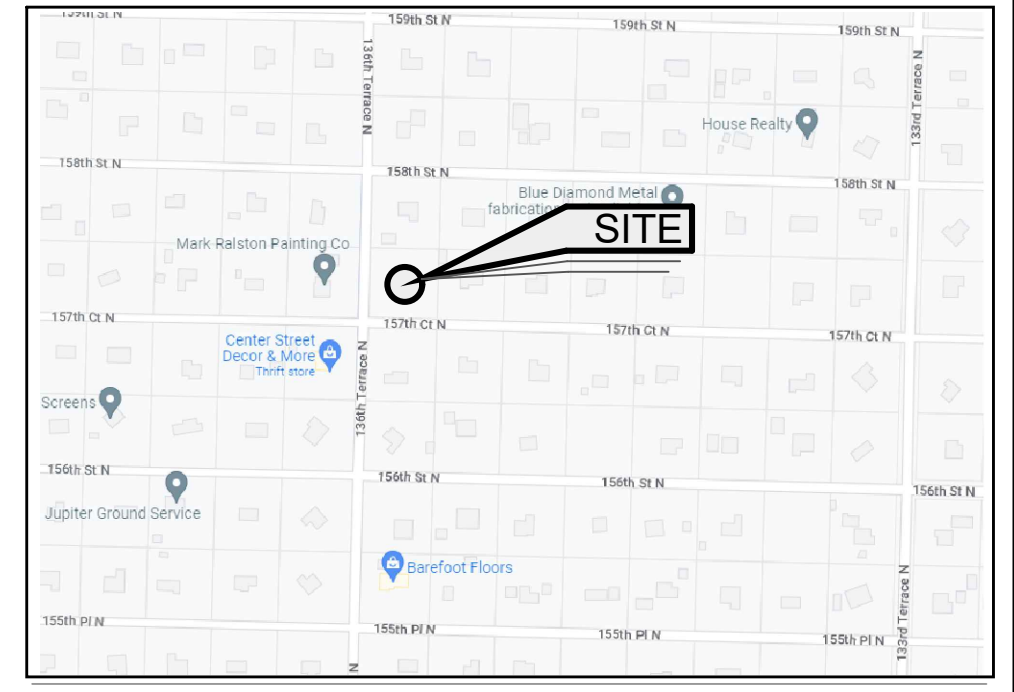 159th St N
159th St N
159th St N
136th Terrace N
133rd Terrace N
House Realty
158th St N
158th St N
158th St N
Blue Diamond Metal
SITE
Mark Ralston Painting Co
157th Ct N
157th Ct N
157th Ct N
157th Ct N
Center Street
Decor & More
Thrift store
136th Terrace N
Screens
156th St N
156th St N
156th St N
156th St N
Jupiter Ground Service
Barefoot Floors
133rd Terrace N
155th Pl N
155th Pl N
155th Pl N
155th Pl N
N